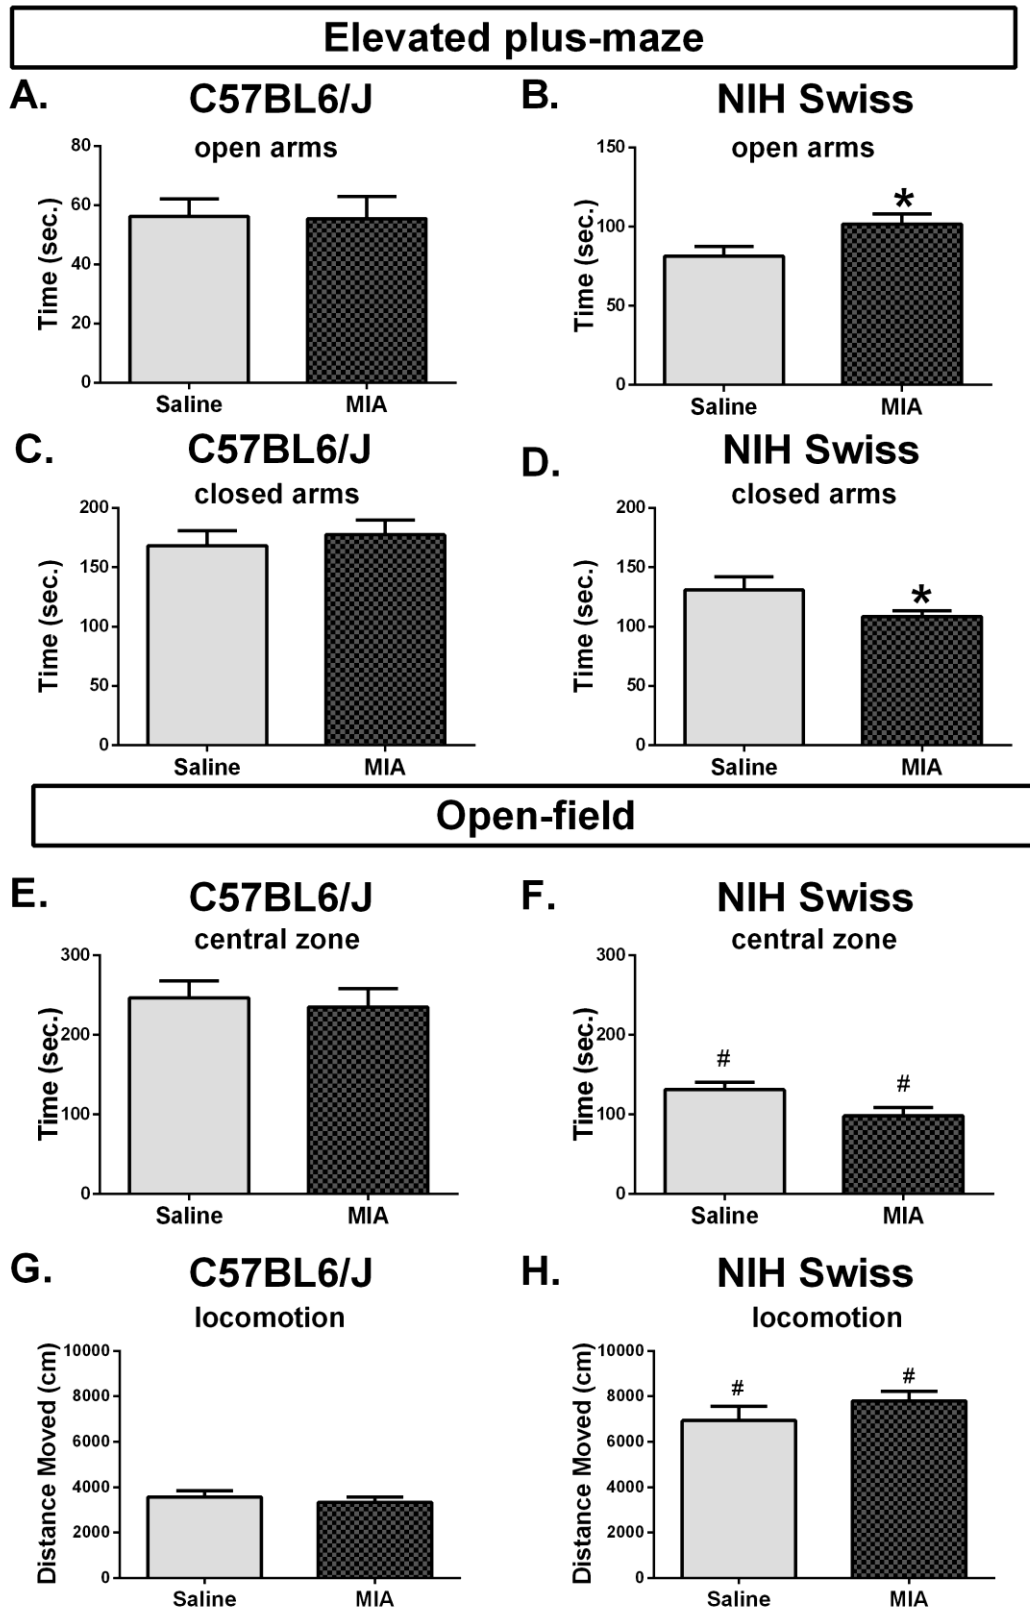 Elevated plus-maze
A. C57BL6/J
open arms
Time (sec.)
80
60
40
20
0
Saline MIA
B. NIH Swiss
open arms
Time (sec.)
150
100
50
0
*
Saline MIA
C. C57BL6/J
closed arms
Time (sec.)
200
150
100
50
0
Saline MIA
D. NIH Swiss
closed arms
Time (sec.)
200
150
100
50
0
*
Saline MIA
Open-field
E. C57BL6/J
central zone
Time (sec.)
300
200
100
0
Saline MIA
F. NIH Swiss
central zone
Time (sec.)
300
200
100
0
# #
Saline MIA
G. C57BL6/J
locomotion
Distance Moved (cm)
10000
8000
6000
4000
2000
0
Saline MIA
H. NIH Swiss
locomotion
Distance Moved (cm)
10000
8000
6000
4000
2000
0
# #
Saline MIA